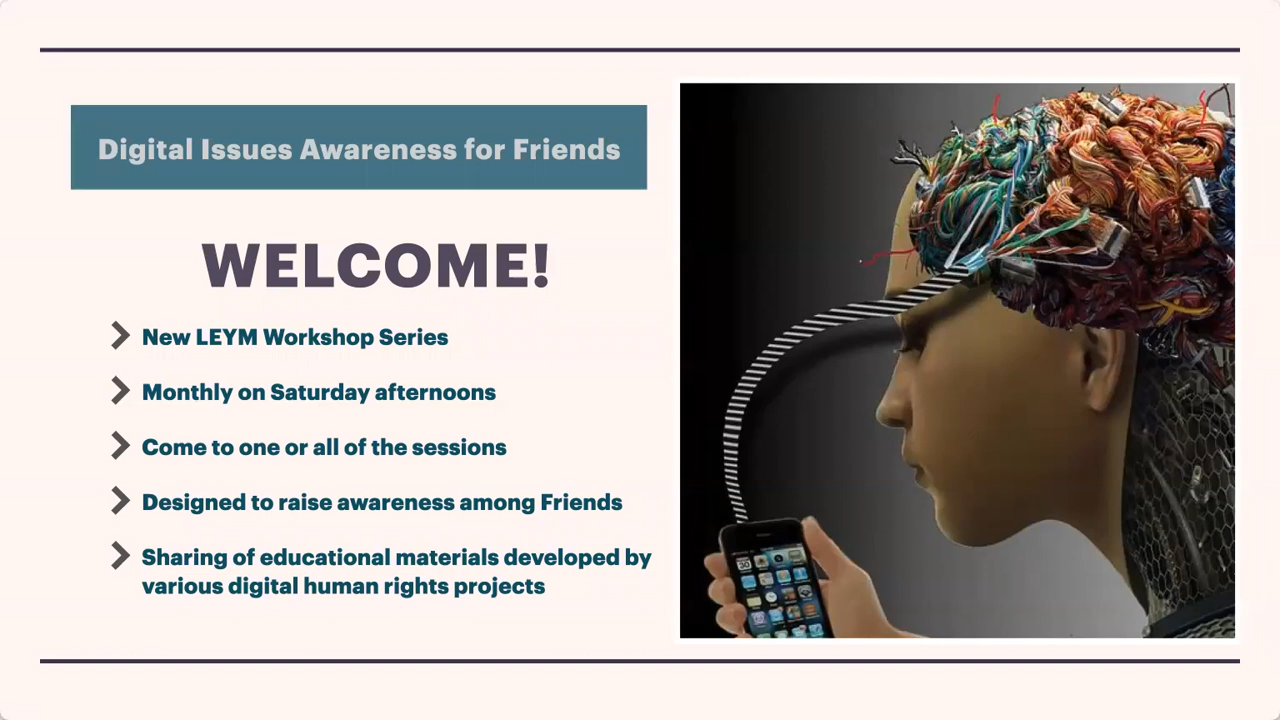 Digital Issues Awareness for Friends
WELCOME!
New LEYM Workshop Series
Monthly on Saturday afternoons
Come to one or all of the sessions
Designed to raise awareness among Friends
Sharing of educational materials developed by
various digital human rights projects